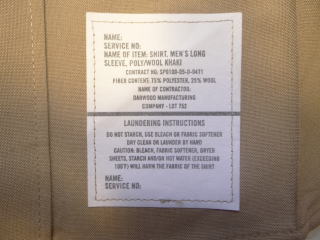 NAME:
SERVICE NO:
NAME OF ITEM: SHIRT, MEN'S LONG
SLEEVE, POLY/WOOL KHAKI
CONTRACT NO: SP0100-05-D-0471
FIBER CONTENT: 75% POLYESTER, 25% WOOL
NAME OF CONTRACTOR:
DARWOOD MANUFACTURING
COMPANY - LOT 752
LAUNDERING INSTRUCTIONS
DO NOT STARCH, USE BLEACH OR FABRIC SOFTENER
DRY CLEAN OR LAUNDER BY HAND
CAUTION: BLEACH, FABRIC SOFTENER, DRYER
SHEETS, STARCH AND/OR HOT WATER (EXCEEDING
100°F) WILL HARM THE FABRIC OF THE SHIRT
NAME:
SERVICE NO: